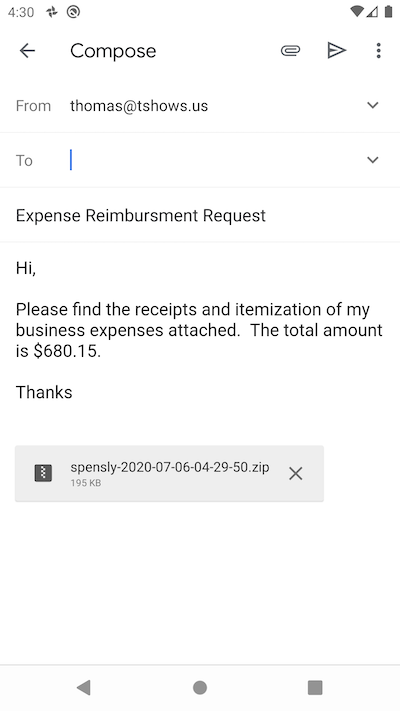 4:30
Compose
From thomas@tshows.us
To
Expense Reimbursment Request
Hi,
Please find the receipts and itemization of my
business expenses attached.  The total amount
is $680.15.
Thanks
spensly-2020-07-06-04-29-50.zip
195 KB